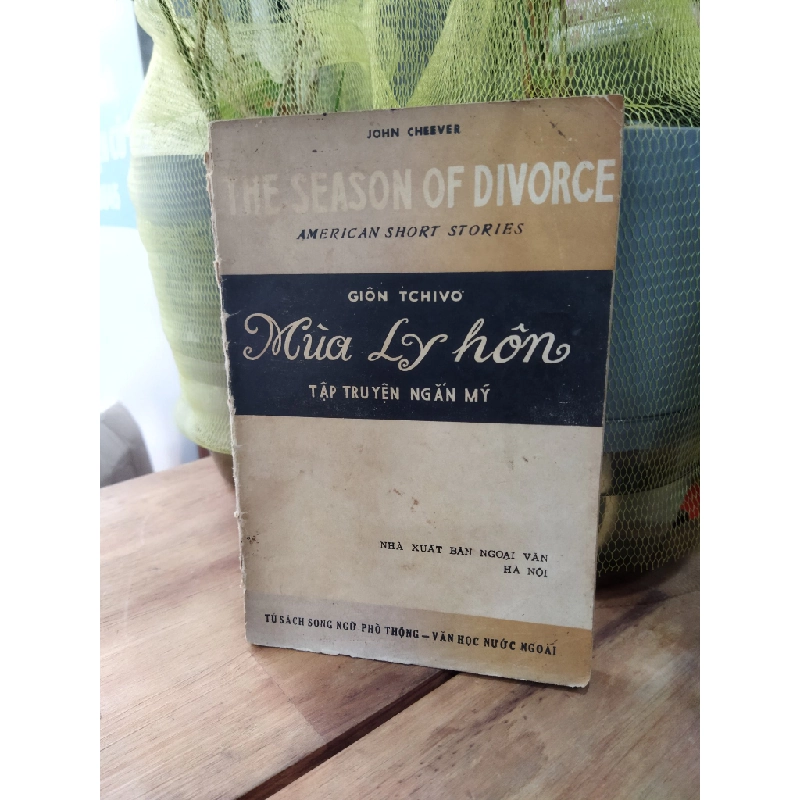 JOHN CHEEVER
THE SEASON OF DIVORCE
AMERICAN SHORT STORIES
GIÔN TCHIVƠ
Mùa Ly hôn
TẬP TRUYỆN NGẮN MỸ
NHÀ XUẤT BẢN NGOẠI VĂN
HÀ NỘI
TỦ SÁCH SONG NGỮ PHỔ THÔNG — VĂN HỌC NƯỚC NGOÀI